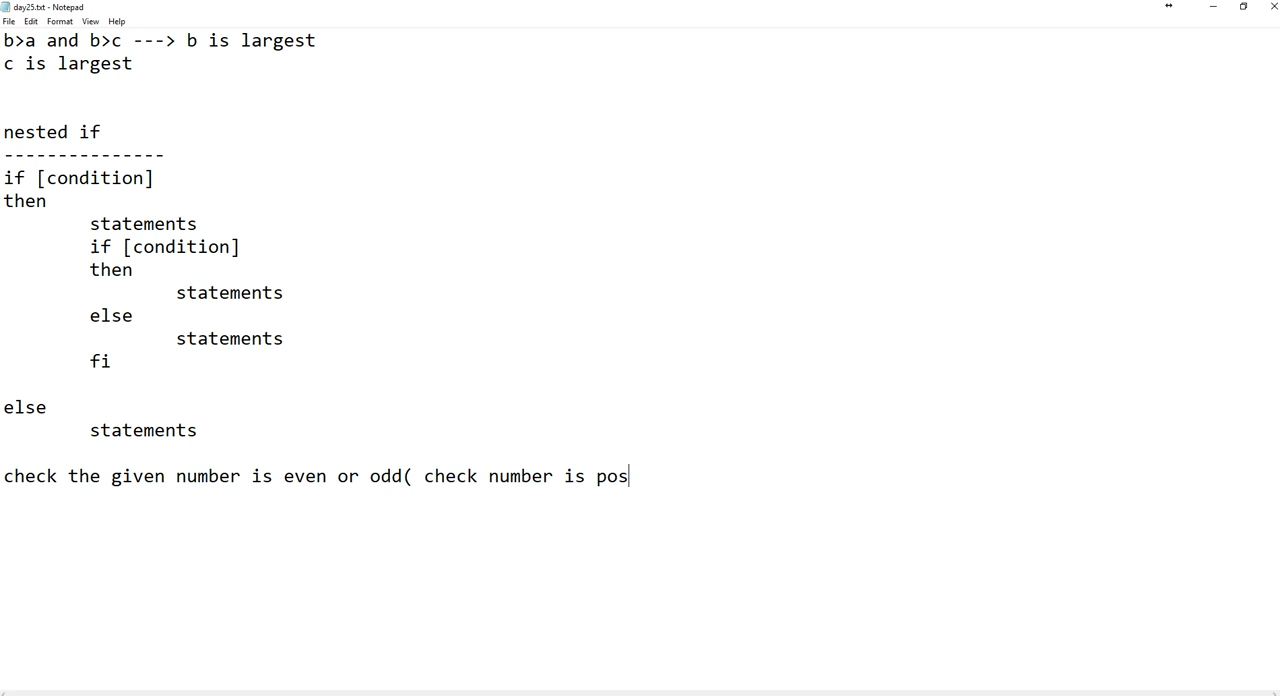 day25.txt - Notepad
File Edit Format View Help
b>a and b>c ---> b is largest
c is largest
nested if
---------------
if [condition]
then
statements
if [condition]
then
statements
else
statements
fi
else
statements
check the given number is even or odd( check number is pos